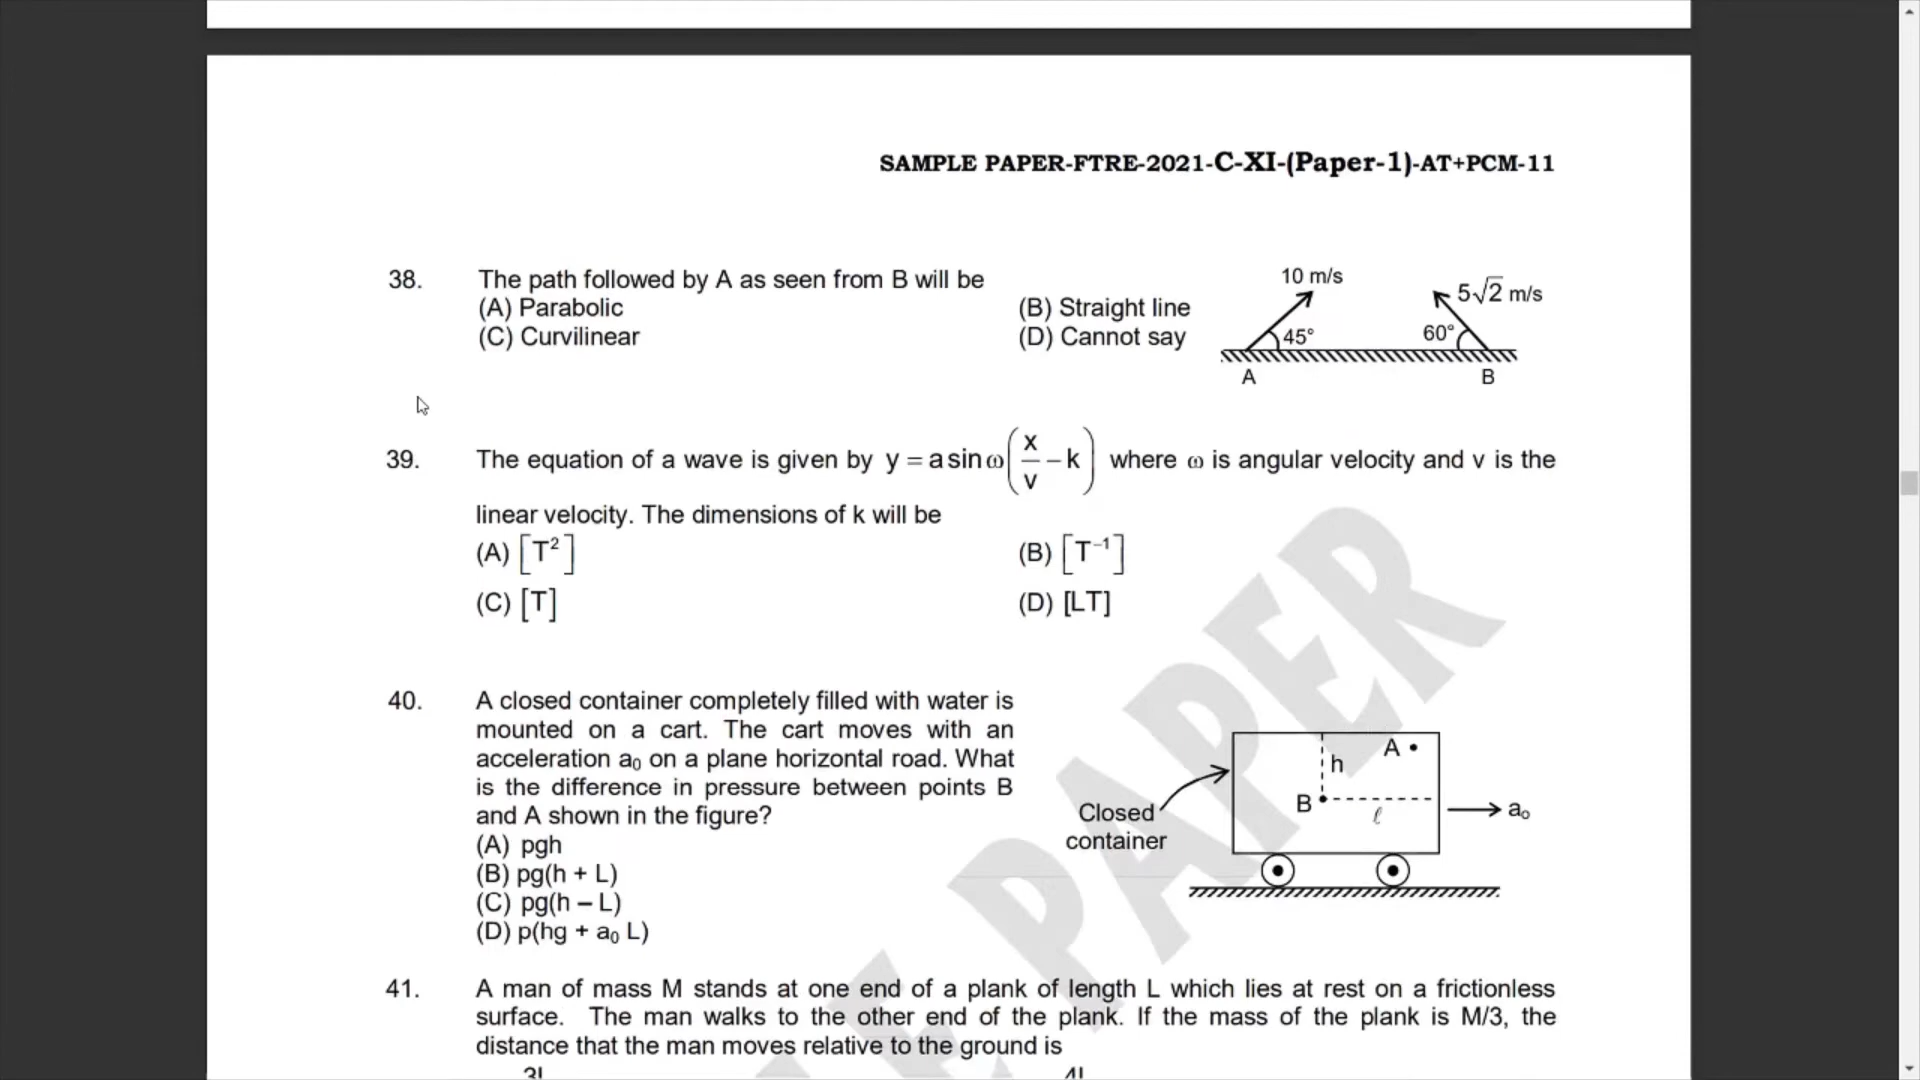 SAMPLE PAPER-FTRE-2021-C-XI-(Paper-1)-AT+PCM-11
38. The path followed by A as seen from B will be
(A) Parabolic (B) Straight line
(C) Curvilinear (D) Cannot say
10 m/s
5√2 m/s
45°
60°
A
B
39. The equation of a wave is given by y = a sin ω(x/v − k) where ω is angular velocity and v is the
linear velocity. The dimensions of k will be
(A) [T²] (B) [T⁻¹]
(C) [T] (D) [LT]
40. A closed container completely filled with water is
mounted on a cart. The cart moves with an
acceleration a₀ on a plane horizontal road. What
is the difference in pressure between points B
and A shown in the figure?
(A) pgh
(B) pg(h + L)
(C) pg(h – L)
(D) p(hg + a₀ L)
A
h
B
ℓ
a₀
Closed
container
41. A man of mass M stands at one end of a plank of length L which lies at rest on a frictionless
surface. The man walks to the other end of the plank. If the mass of the plank is M/3, the
distance that the man moves relative to the ground is
3L 4L
LE PAPER